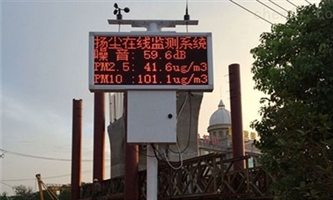 扬尘在线监测系统
噪 音: 59.6dB
PM2.5: 41.6ug/m3
PM10 :101.1ug/m3